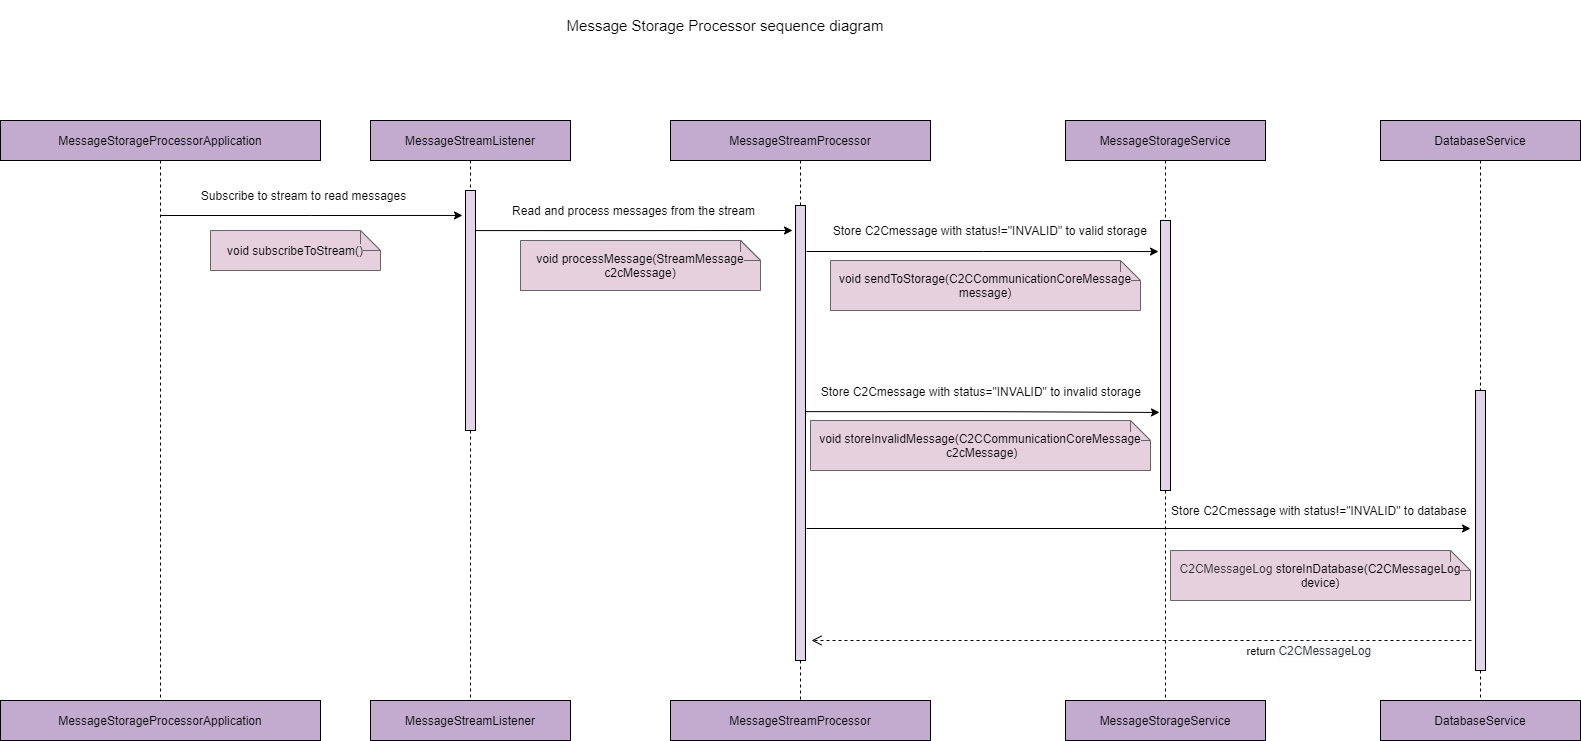 Message Storage Processor sequence diagram
MessageStorageProcessorApplication
MessageStreamListener
MessageStreamProcessor
MessageStorageService
DatabaseService
Subscribe to stream to read messages
void subscribeToStream()
Read and process messages from the stream
void processMessage(StreamMessage
c2cMessage)
Store C2Cmessage with status!="INVALID" to valid storage
void sendToStorage(C2CCommunicationCoreMessage
message)
Store C2Cmessage with status="INVALID" to invalid storage
void storeInvalidMessage(C2CCommunicationCoreMessage
c2cMessage)
Store C2Cmessage with status!="INVALID" to database
C2CMessageLog storeInDatabase(C2CMessageLog
device)
return C2CMessageLog
MessageStorageProcessorApplication
MessageStreamListener
MessageStreamProcessor
MessageStorageService
DatabaseService